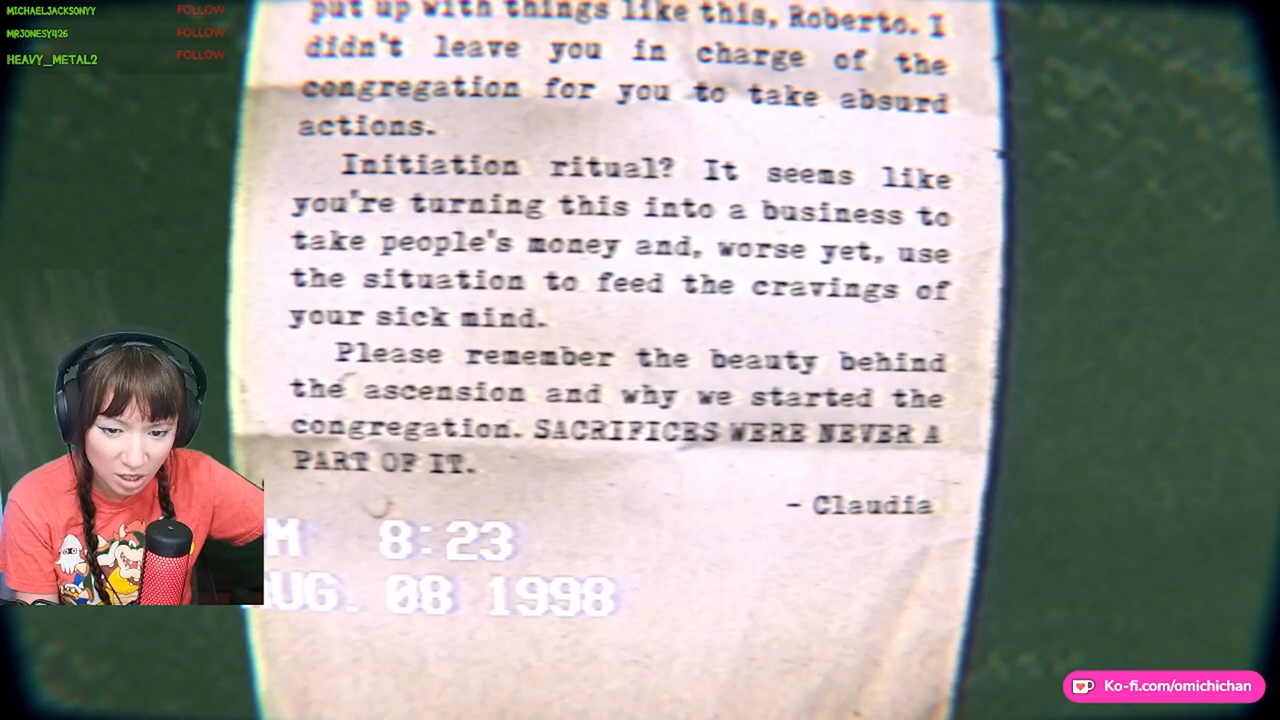 MICHAELJACKSONYY FOLLOW
MRJONESY426 FOLLOW
HEAVY_METAL2 FOLLOW
put up with things like this, Roberto. I
didn't leave you in charge of the
congregation for you to take absurd
actions.
Initiation ritual? It seems like
you're turning this into a business to
take people's money and, worse yet, use
the situation to feed the cravings of
your sick mind.
Please remember the beauty behind
the ascension and why we started the
congregation. SACRIFICES WERE NEVER A
PART OF IT.
- Claudia
M 8:23
AUG. 08 1998
Ko-fi.com/omichichan